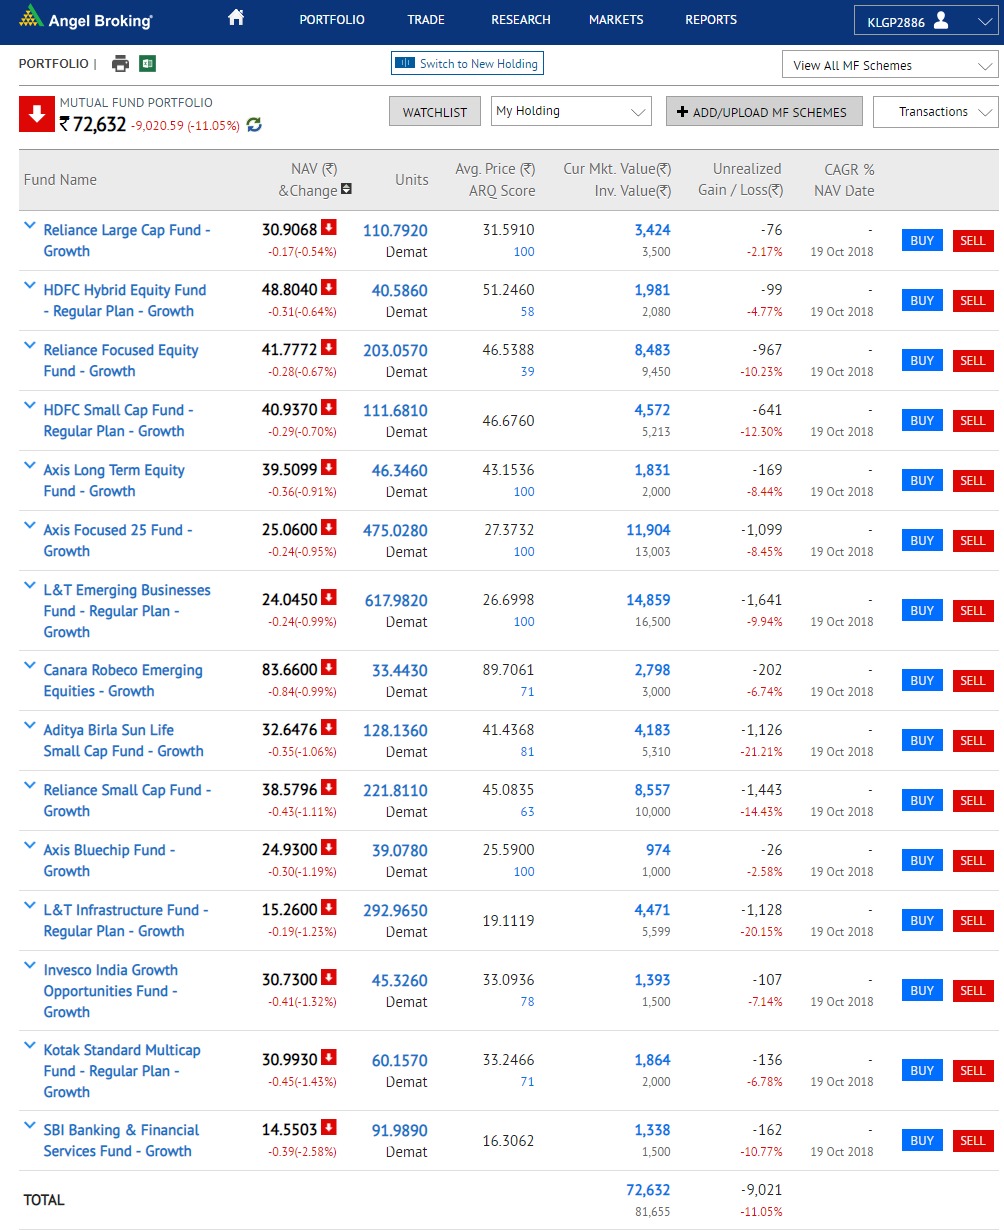 Angel Broking
PORTFOLIO TRADE RESEARCH MARKETS REPORTS KLGP2886
PORTFOLIO | Switch to New Holding View All MF Schemes
MUTUAL FUND PORTFOLIO
₹ 72,632 -9,020.59 (-11.05%) WATCHLIST My Holding + ADD/UPLOAD MF SCHEMES Transactions
Fund Name NAV (₹) &Change Units Avg. Price (₹) ARQ Score Cur Mkt. Value(₹) Inv. Value(₹) Unrealized Gain / Loss(₹) CAGR % NAV Date
Reliance Large Cap Fund - 30.9068 110.7920 31.5910 3,424 -76 - BUY SELL
Growth -0.17(-0.54%) Demat 100 3,500 -2.17% 19 Oct 2018
HDFC Hybrid Equity Fund 48.8040 40.5860 51.2460 1,981 -99 - BUY SELL
- Regular Plan - Growth -0.31(-0.64%) Demat 58 2,080 -4.77% 19 Oct 2018
Reliance Focused Equity 41.7772 203.0570 46.5388 8,483 -967 - BUY SELL
Fund - Growth -0.28(-0.67%) Demat 39 9,450 -10.23% 19 Oct 2018
HDFC Small Cap Fund - 40.9370 111.6810 46.6760 4,572 -641 - BUY SELL
Regular Plan - Growth -0.29(-0.70%) Demat 5,213 -12.30% 19 Oct 2018
Axis Long Term Equity 39.5099 46.3460 43.1536 1,831 -169 - BUY SELL
Fund - Growth -0.36(-0.91%) Demat 100 2,000 -8.44% 19 Oct 2018
Axis Focused 25 Fund - 25.0600 475.0280 27.3732 11,904 -1,099 - BUY SELL
Growth -0.24(-0.95%) Demat 100 13,003 -8.45% 19 Oct 2018
L&T Emerging Businesses
Fund - Regular Plan - 24.0450 617.9820 26.6998 14,859 -1,641 - BUY SELL
Growth -0.24(-0.99%) Demat 100 16,500 -9.94% 19 Oct 2018
Canara Robeco Emerging 83.6600 33.4430 89.7061 2,798 -202 - BUY SELL
Equities - Growth -0.84(-0.99%) Demat 71 3,000 -6.74% 19 Oct 2018
Aditya Birla Sun Life 32.6476 128.1360 41.4368 4,183 -1,126 - BUY SELL
Small Cap Fund - Growth -0.35(-1.06%) Demat 81 5,310 -21.21% 19 Oct 2018
Reliance Small Cap Fund - 38.5796 221.8110 45.0835 8,557 -1,443 - BUY SELL
Growth -0.43(-1.11%) Demat 63 10,000 -14.43% 19 Oct 2018
Axis Bluechip Fund - 24.9300 39.0780 25.5900 974 -26 - BUY SELL
Growth -0.30(-1.19%) Demat 100 1,000 -2.58% 19 Oct 2018
L&T Infrastructure Fund - 15.2600 292.9650 19.1119 4,471 -1,128 - BUY SELL
Regular Plan - Growth -0.19(-1.23%) Demat 5,599 -20.15% 19 Oct 2018
Invesco India Growth
Opportunities Fund - 30.7300 45.3260 33.0936 1,393 -107 - BUY SELL
Growth -0.41(-1.32%) Demat 78 1,500 -7.14% 19 Oct 2018
Kotak Standard Multicap
Fund - Regular Plan - 30.9930 60.1570 33.2466 1,864 -136 - BUY SELL
Growth -0.45(-1.43%) Demat 71 2,000 -6.78% 19 Oct 2018
SBI Banking & Financial 14.5503 91.9890 16.3062 1,338 -162 - BUY SELL
Services Fund - Growth -0.39(-2.58%) Demat 1,500 -10.77% 19 Oct 2018
TOTAL 72,632 -9,021
81,655 -11.05%